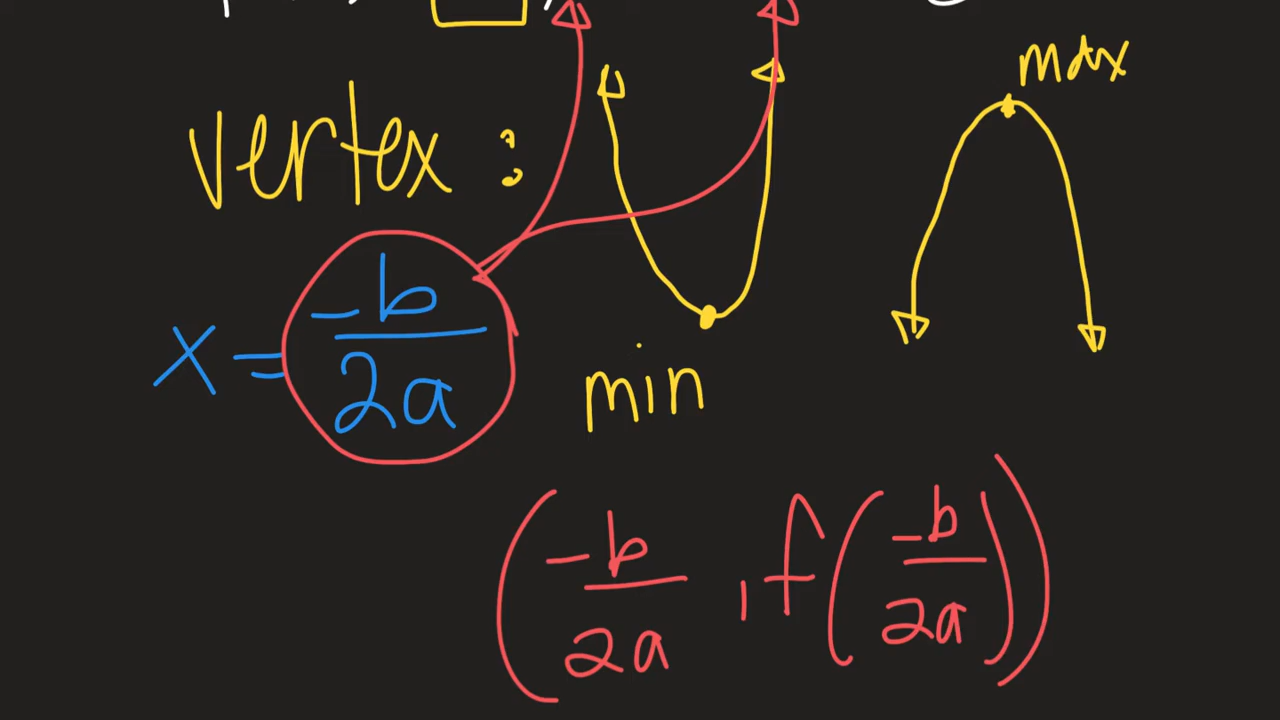 max
vertex :
x = -b/2a
min
(-b/2a , f(-b/2a))